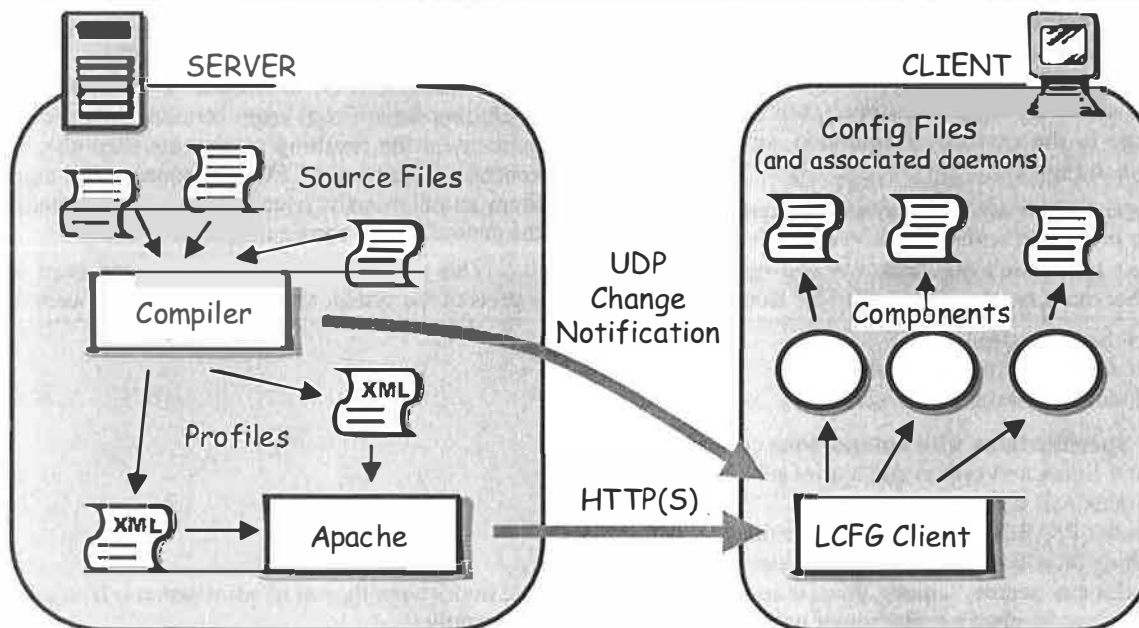 SERVER
CLIENT
Source Files
Config Files
(and associated daemons)
Compiler
UDP
Change
Notification
Components
XML
Profiles
HTTP(S)
XML
Apache
LCFG Client